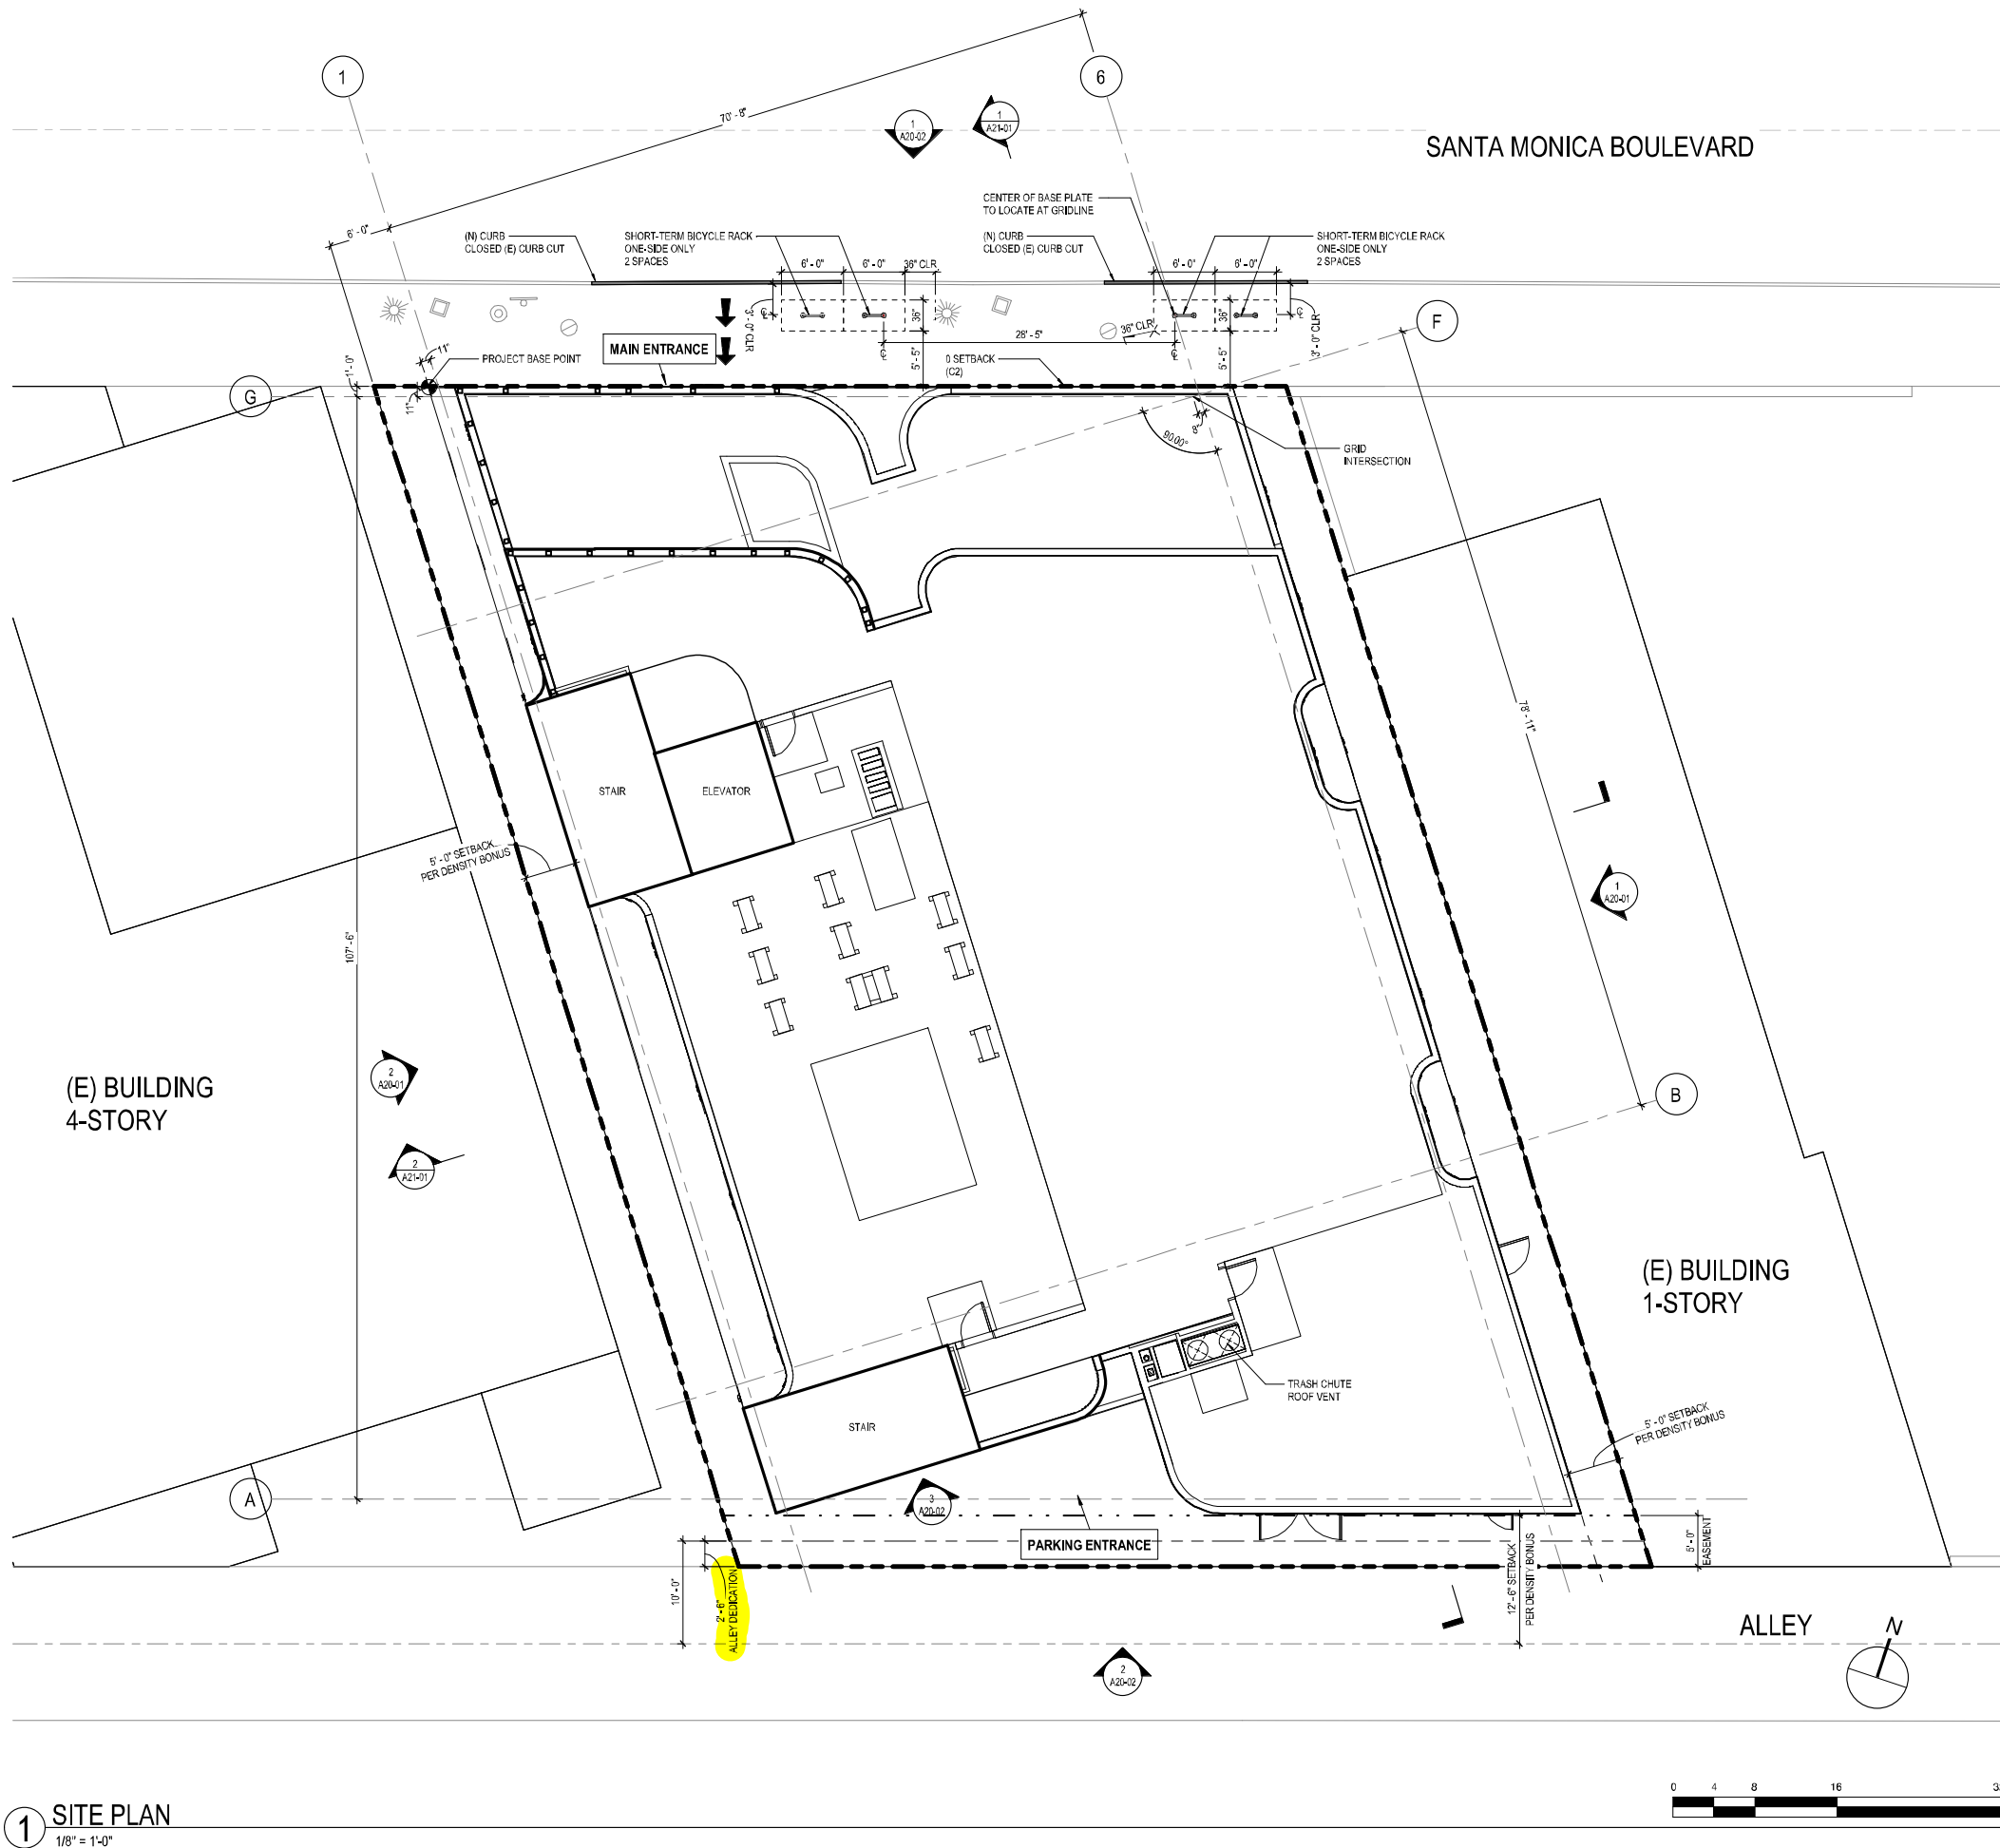 1
6
70' - 8"
1
A20-02
1
A21-01
SANTA MONICA BOULEVARD
6' - 0"
(N) CURB
CLOSED (E) CURB CUT
SHORT-TERM BICYCLE RACK
ONE-SIDE ONLY
2 SPACES
CENTER OF BASE PLATE
TO LOCATE AT GRIDLINE
(N) CURB
CLOSED (E) CURB CUT
SHORT-TERM BICYCLE RACK
ONE-SIDE ONLY
2 SPACES
6' - 0"
6' - 0"
36" CLR
6' - 0"
6' - 0"
3' - 0" CLR
36"
28' - 5"
36" CLR
36"
3' - 0" CLR
F
MAIN ENTRANCE
11"
PROJECT BASE POINT
1' - 0"
11"
G
5' - 5"
0 SETBACK
(C2)
5' - 5"
8"
90.00°
GRID
INTERSECTION
78' - 11"
STAIR
ELEVATOR
5' - 0" SETBACK
PER DENSITY BONUS
1
A20-01
107' - 6"
(E) BUILDING
4-STORY
2
A20-01
2
A21-01
B
(E) BUILDING
1-STORY
TRASH CHUTE
ROOF VENT
STAIR
5' - 0" SETBACK
PER DENSITY BONUS
A
3
A20-02
PARKING ENTRANCE
10' - 0"
2' - 6"
ALLEY DEDICATION
12' - 6" SETBACK
PER DENSITY BONUS
5' - 0"
EASEMENT
ALLEY
N
2
A20-02
0 4 8 16
1
SITE PLAN
1/8" = 1'-0"